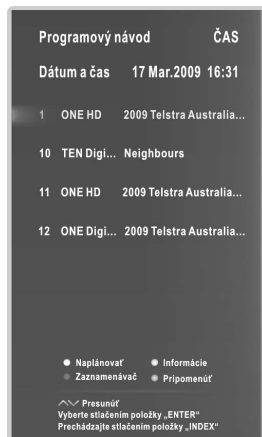 Programový návod ČAS
Dátum a čas 17 Mar.2009 16:31
1 ONE HD 2009 Telstra Australia...
10 TEN Digi... Neighbours
11 ONE HD 2009 Telstra Australia...
12 ONE Digi... 2009 Telstra Australia...
Naplánovať Informácie
Zaznamenávač Pripomenúť
Presunúť
Vyberte stlačením položky „ENTER“
Prechádzajte stlačením položky „INDEX“